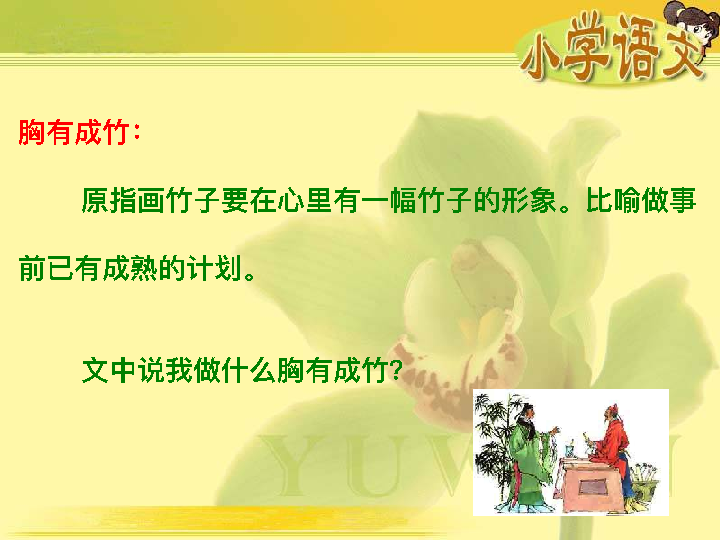 小学语文
胸有成竹：
原指画竹子要在心里有一幅竹子的形象。比喻做事
前已有成熟的计划。
文中说我做什么胸有成竹？